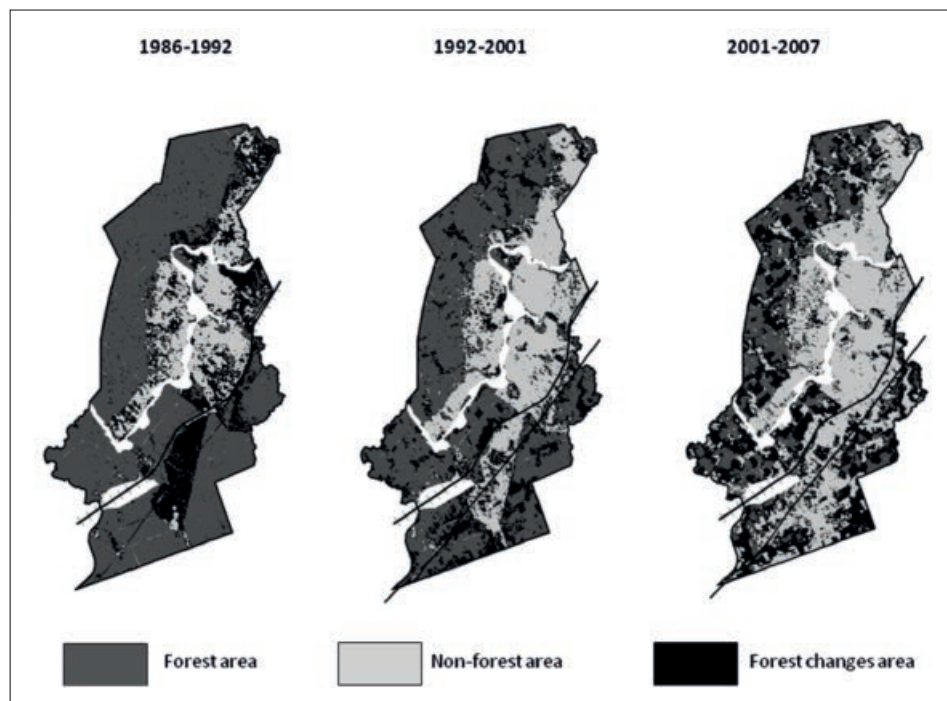 1986-1992
1992-2001
2001-2007
Forest area
Non-forest area
Forest changes area